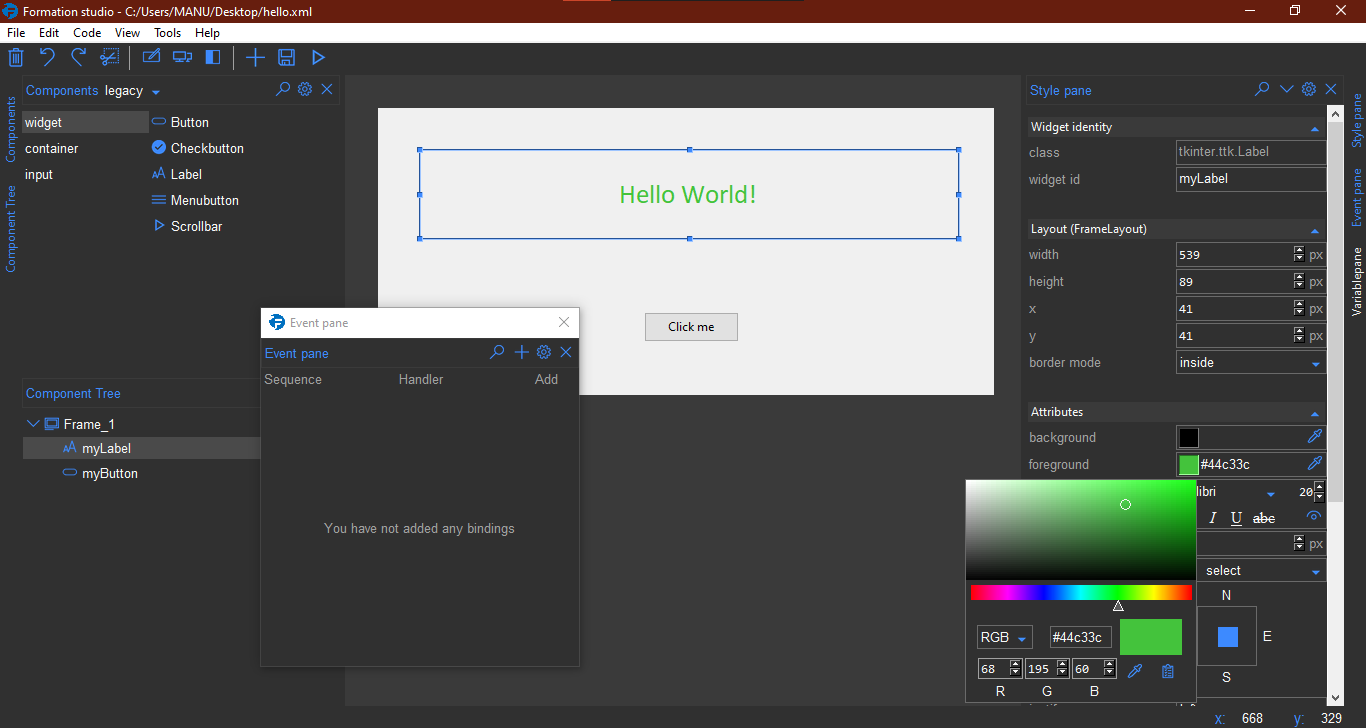 Formation studio - C:/Users/MANU/Desktop/hello.xml
File Edit Code View Tools Help
Components legacy
widget
container
input
Button
Checkbutton
Label
Menubutton
Scrollbar
Components
Component Tree
Component Tree
Frame_1
myLabel
myButton
Hello World!
Click me
Event pane
Event pane
Sequence Handler Add
You have not added any bindings
Style pane
Widget identity
class tkinter.ttk.Label
widget id myLabel
Layout (FrameLayout)
width 539 px
height 89 px
x 41 px
y 41 px
border mode inside
Attributes
background
foreground #44c33c
libri 20
I U abc
px
select
N
E
S
RGB #44c33c
68 195 60
R G B
Style pane
Event pane
Variablepane
x: 668 y: 329